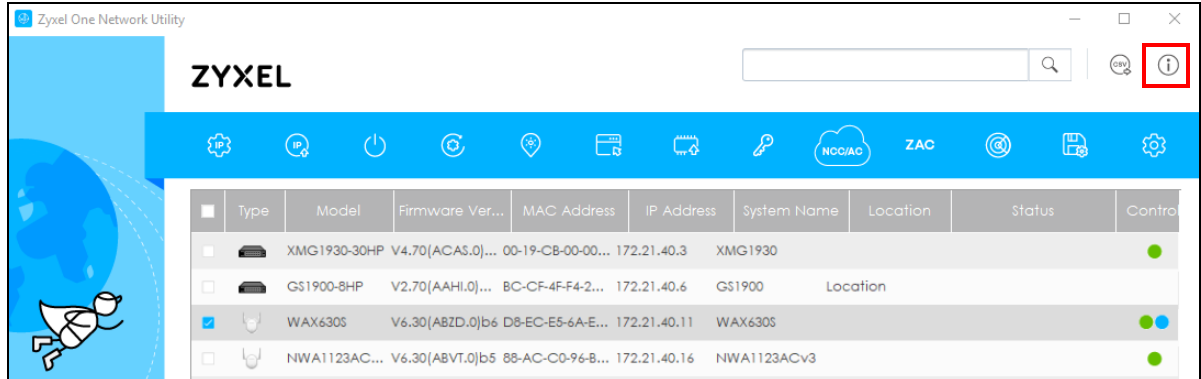 Zyxel One Network Utility
ZYXEL
CSV
IP IP NCC/AC ZAC
Type Model Firmware Ver... MAC Address IP Address System Name Location Status Control
XMG1930-30HP V4.70(ACAS.0)... 00-19-CB-00-00... 172.21.40.3 XMG1930
GS1900-8HP V2.70(AAHI.0)... BC-CF-4F-F4-2... 172.21.40.6 GS1900 Location
WAX630S V6.30(ABZD.0)b6 D8-EC-E5-6A-E... 172.21.40.11 WAX630S
NWA1123AC... V6.30(ABVT.0)b5 88-AC-C0-96-B... 172.21.40.16 NWA1123ACv3